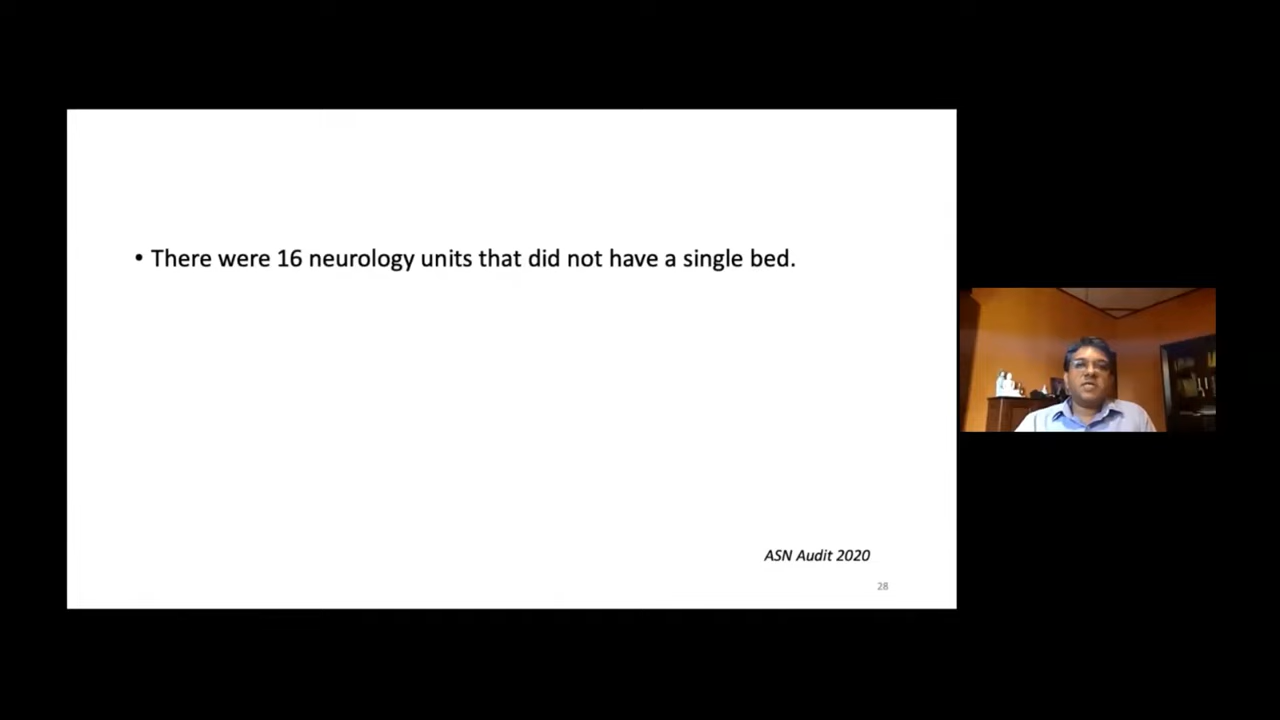 • There were 16 neurology units that did not have a single bed.
ASN Audit 2020
28